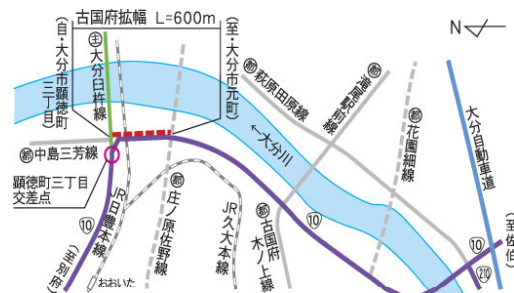 古国府拡幅 L=600m
(自・大分市顕徳町
三丁目)
(至・大分市元町)
主 大分臼杵線
都 中島三芳線
顕徳町三丁目
交差点
10
(至別府)
JR日豊本線
おおいた
都 庄ノ原佐野線
JR久大本線
←大分川
都 萩原田原線
都 滝尾駅前線
都 花園細線
都 古国府
木ノ上線
10
大分自動車道
N
10
(至佐伯)
210